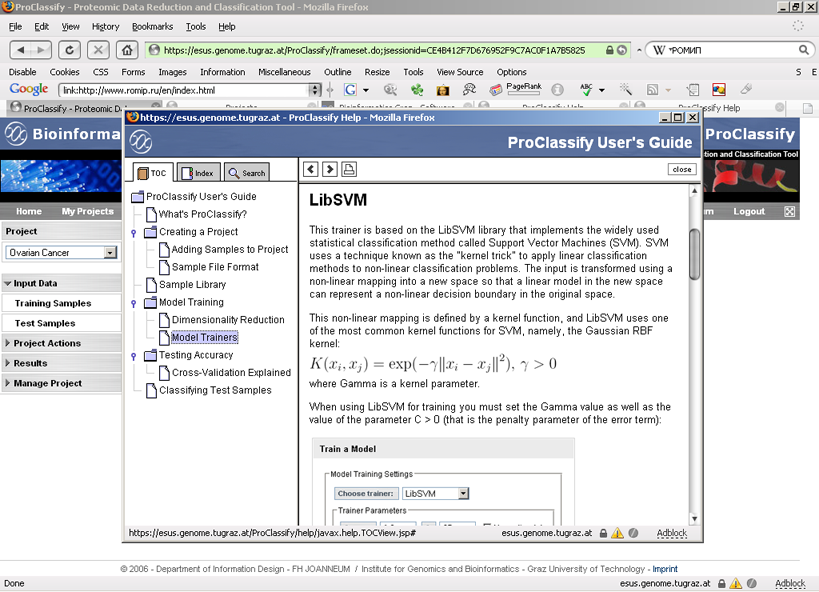 ProClassify - Proteomic Data Reduction and Classification Tool - Mozilla Firefox
File Edit View History Bookmarks Tools Help
https://esus.genome.tugraz.at/ProClassify/frameset.do;jsessionid=CE4B412F7D676952F9C7AC0F1A7B5825
*РОМИП
Disable Cookies CSS Forms Images Information Miscellaneous Outline Resize Tools View Source Options
S E
Google link:http://www.romip.ru/en/index.html
PageRank
ProClassify - Proteomic D
Projects
Bioinformatics Graz - Software
ProClassify Help
ProClassify Help
Bioinforma
ProClassify
tion and Classification Tool
Home My Projects
m Logout
Project
Ovarian Cancer
Input Data
Training Samples
Test Samples
Project Actions
Results
Manage Project
https://esus.genome.tugraz.at - ProClassify Help - Mozilla Firefox
ProClassify User's Guide
TOC Index Search
close
ProClassify User's Guide
What's ProClassify?
Creating a Project
Adding Samples to Project
Sample File Format
Sample Library
Model Training
Dimensionality Reduction
Model Trainers
Testing Accuracy
Cross-Validation Explained
Classifying Test Samples
LibSVM
This trainer is based on the LibSVM library that implements the widely used
statistical classification method called Support Vector Machines (SVM). SVM
uses a technique known as the "kernel trick" to apply linear classification
methods to non-linear classification problems. The input is transformed using a
non-linear mapping into a new space so that a linear model in the new space
can represent a non-linear decision boundary in the original space.
This non-linear mapping is defined by a kernel function, and LibSVM uses one
of the most common kernel functions for SVM, namely, the Gaussian RBF
kernel:
K(xᵢ, xⱼ) = exp(−γ‖xᵢ − xⱼ‖²), γ > 0
where Gamma is a kernel parameter.
When using LibSVM for training you must set the Gamma value as well as the
value of the parameter C > 0 (that is the penalty parameter of the error term):
Train a Model
Model Training Settings
Choose trainer: LibSVM
Trainer Parameters
https://esus.genome.tugraz.at/ProClassify/help/javax.help.TOCView.jsp#
esus.genome.tugraz.at
Adblock
© 2006 - Department of Information Design - FH JOANNEUM / Institute for Genomics and Bioinformatics - Graz University of Technology - Imprint
Done
esus.genome.tugraz.at
Adblock